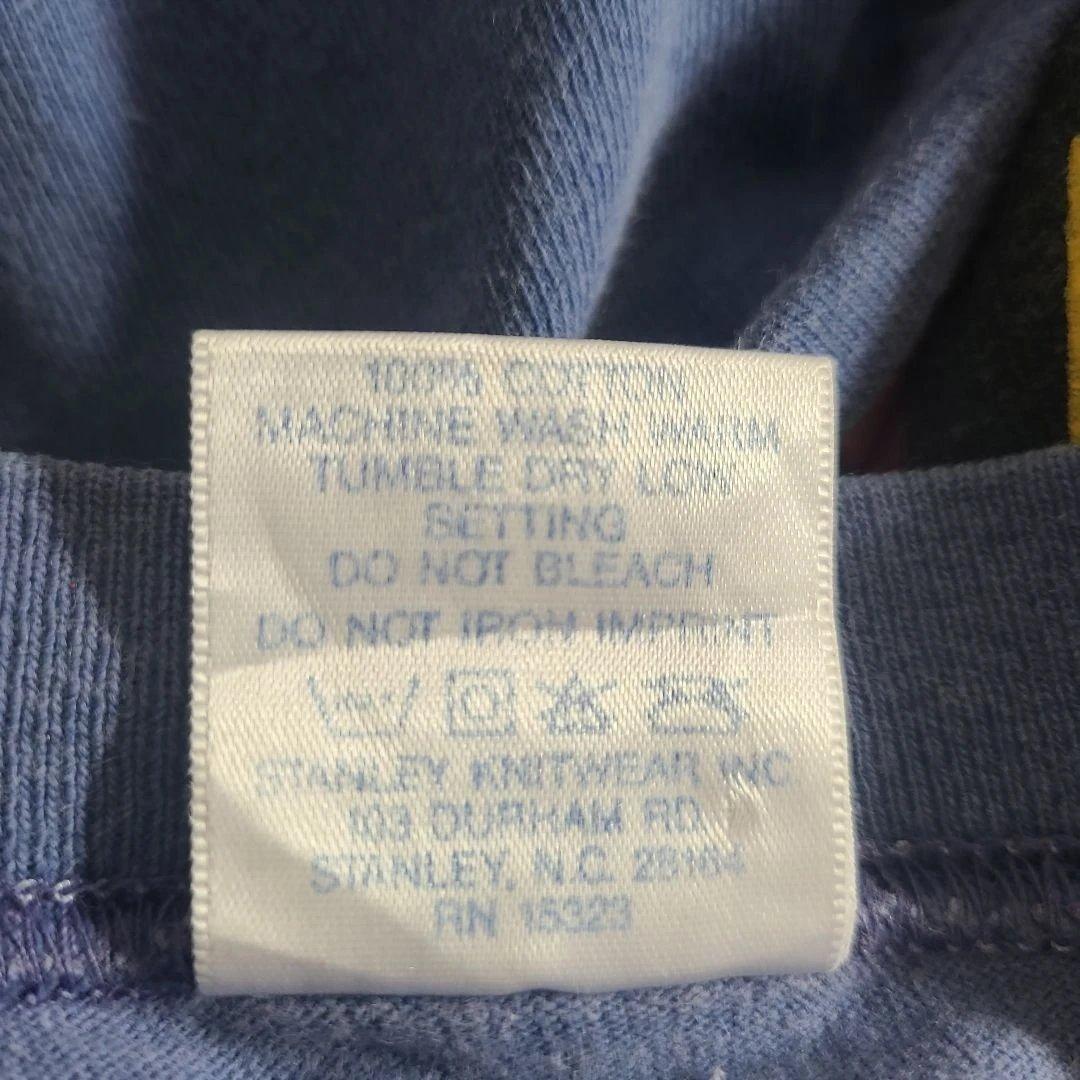 100% COTTON
MACHINE WASH WARM
TUMBLE DRY LOW
SETTING
DO NOT BLEACH
DO NOT IRON IMPRINT
STANLEY KNITWEAR INC
103 DURHAM RD.
STANLEY, N.C. 28164
RN 15323